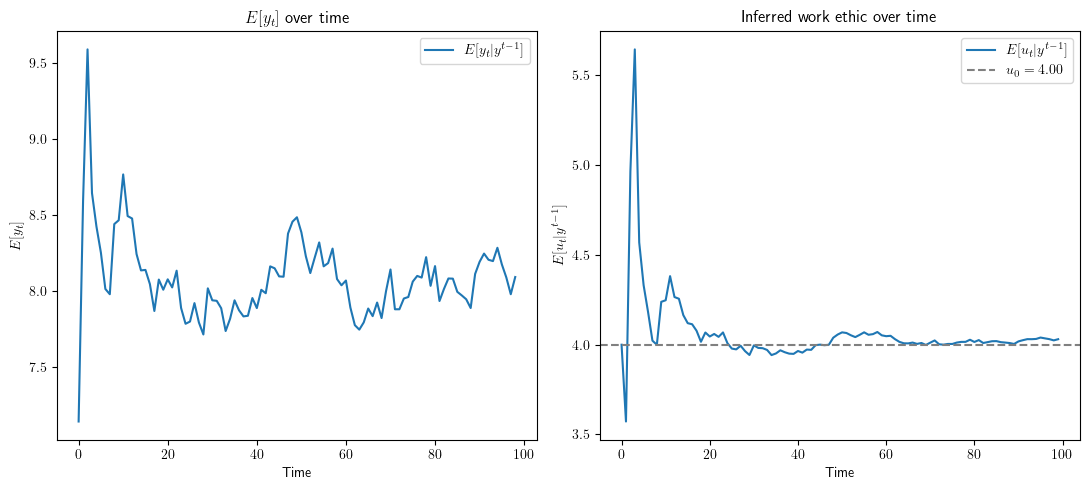 E[y_t] over time
E[y_t|y^{t-1}]
9.5
9.0
8.5
8.0
7.5
E[y_t]
0
20
40
60
80
100
Time
Inferred work ethic over time
E[u_t|y^{t-1}]
u_0 = 4.00
5.5
5.0
4.5
4.0
3.5
E[u_t|y^{t-1}]
0
20
40
60
80
100
Time